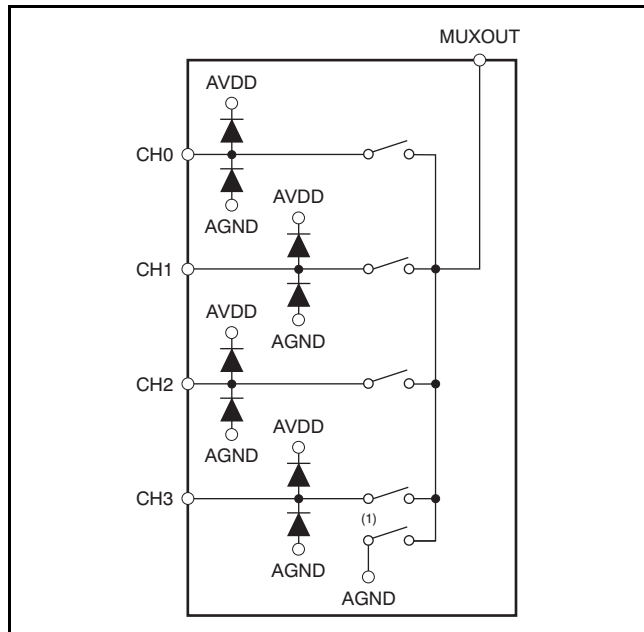 MUXOUT
AVDD
CH0
AGND
AVDD
CH1
AGND
AVDD
CH2
AGND
AVDD
CH3
(1)
AGND
AGND